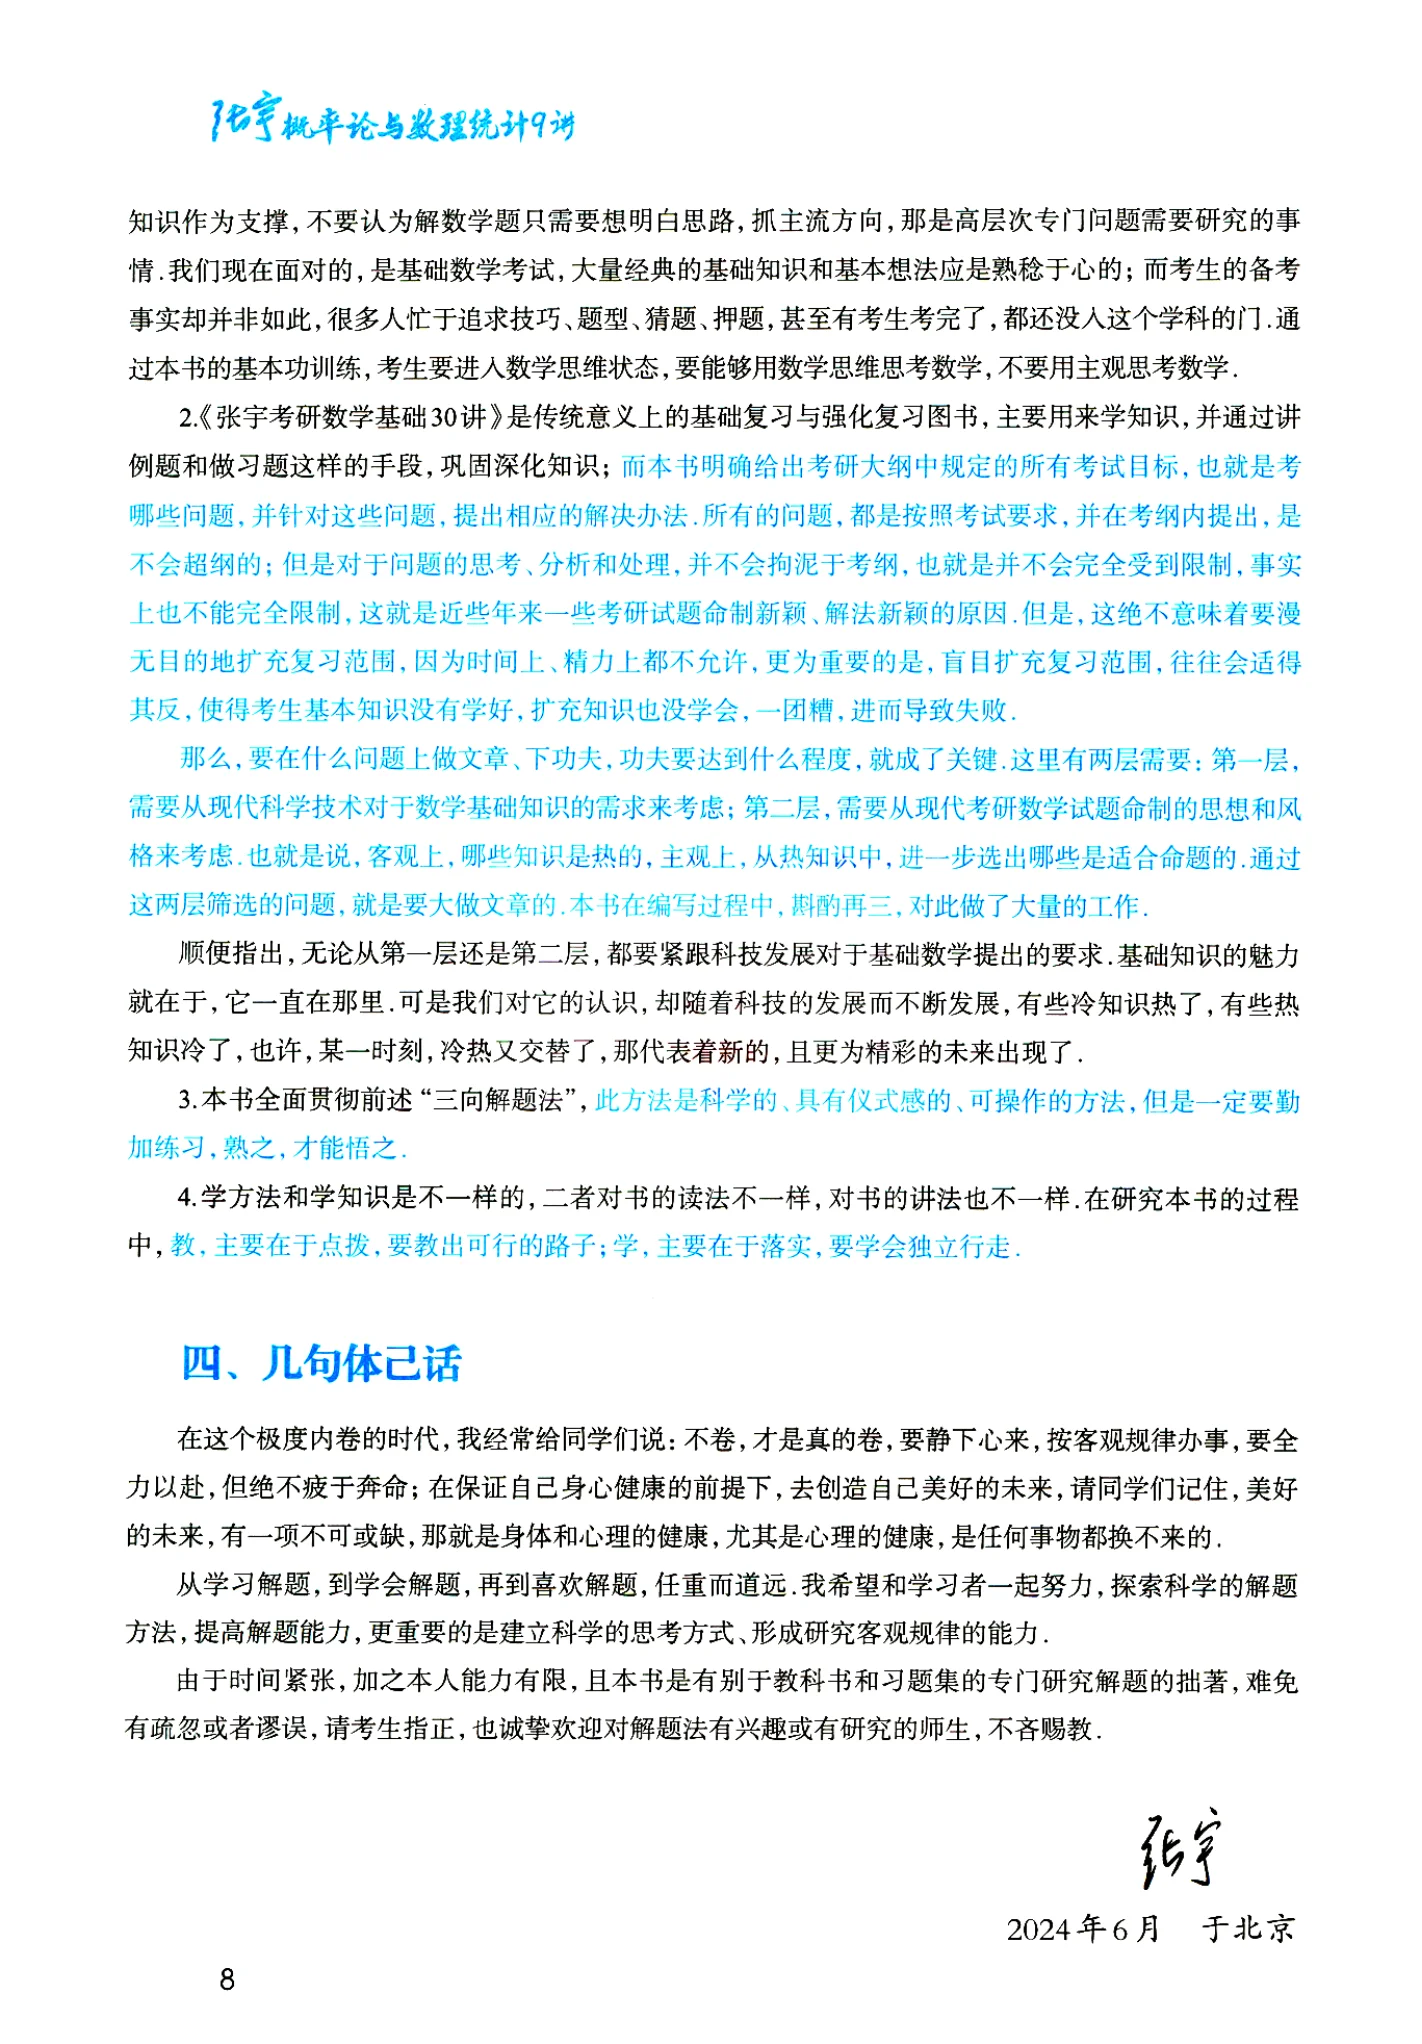 张宇概率论与数理统计9讲
知识作为支撑，不要认为解数学题只需要想明白思路，抓主流方向，那是高层次专门问题需要研究的事
情.我们现在面对的，是基础数学考试，大量经典的基础知识和基本想法应是熟稔于心的；而考生的备考
事实却并非如此，很多人忙于追求技巧、题型、猜题、押题，甚至有考生考完了，都还没入这个学科的门.通
过本书的基本功训练，考生要进入数学思维状态，要能够用数学思维思考数学，不要用主观思考数学.
2.《张宇考研数学基础30讲》是传统意义上的基础复习与强化复习图书，主要用来学知识，并通过讲
例题和做习题这样的手段，巩固深化知识；而本书明确给出考研大纲中规定的所有考试目标，也就是考
哪些问题，并针对这些问题，提出相应的解决办法.所有的问题，都是按照考试要求，并在考纲内提出，是
不会超纲的；但是对于问题的思考、分析和处理，并不会拘泥于考纲，也就是并不会完全受到限制，事实
上也不能完全限制，这就是近些年来一些考研试题命制新颖、解法新颖的原因.但是，这绝不意味着要漫
无目的地扩充复习范围，因为时间上、精力上都不允许，更为重要的是，盲目扩充复习范围，往往会适得
其反，使得考生基本知识没有学好，扩充知识也没学会，一团糟，进而导致失败.
那么，要在什么问题上做文章、下功夫，功夫要达到什么程度，就成了关键.这里有两层需要：第一层，
需要从现代科学技术对于数学基础知识的需求来考虑；第二层，需要从现代考研数学试题命制的思想和风
格来考虑.也就是说，客观上，哪些知识是热的，主观上，从热知识中，进一步选出哪些是适合命题的.通过
这两层筛选的问题，就是要大做文章的.本书在编写过程中，斟酌再三，对此做了大量的工作.
顺便指出，无论从第一层还是第二层，都要紧跟科技发展对于基础数学提出的要求.基础知识的魅力
就在于，它一直在那里.可是我们对它的认识，却随着科技的发展而不断发展，有些冷知识热了，有些热
知识冷了，也许，某一时刻，冷热又交替了，那代表着新的，且更为精彩的未来出现了.
3.本书全面贯彻前述“三向解题法”，此方法是科学的、具有仪式感的、可操作的方法，但是一定要勤
加练习，熟之，才能悟之.
4.学方法和学知识是不一样的，二者对书的读法不一样，对书的讲法也不一样.在研究本书的过程
中，教，主要在于点拨，要教出可行的路子；学，主要在于落实，要学会独立行走.
四、几句体己话
在这个极度内卷的时代，我经常给同学们说：不卷，才是真的卷，要静下心来，按客观规律办事，要全
力以赴，但绝不疲于奔命；在保证自己身心健康的前提下，去创造自己美好的未来，请同学们记住，美好
的未来，有一项不可或缺，那就是身体和心理的健康，尤其是心理的健康，是任何事物都换不来的.
从学习解题，到学会解题，再到喜欢解题，任重而道远.我希望和学习者一起努力，探索科学的解题
方法，提高解题能力，更重要的是建立科学的思考方式、形成研究客观规律的能力.
由于时间紧张，加之本人能力有限，且本书是有别于教科书和习题集的专门研究解题的拙著，难免
有疏忽或者谬误，请考生指正，也诚挚欢迎对解题法有兴趣或有研究的师生，不吝赐教.
张宇
2024年6月 于北京
8